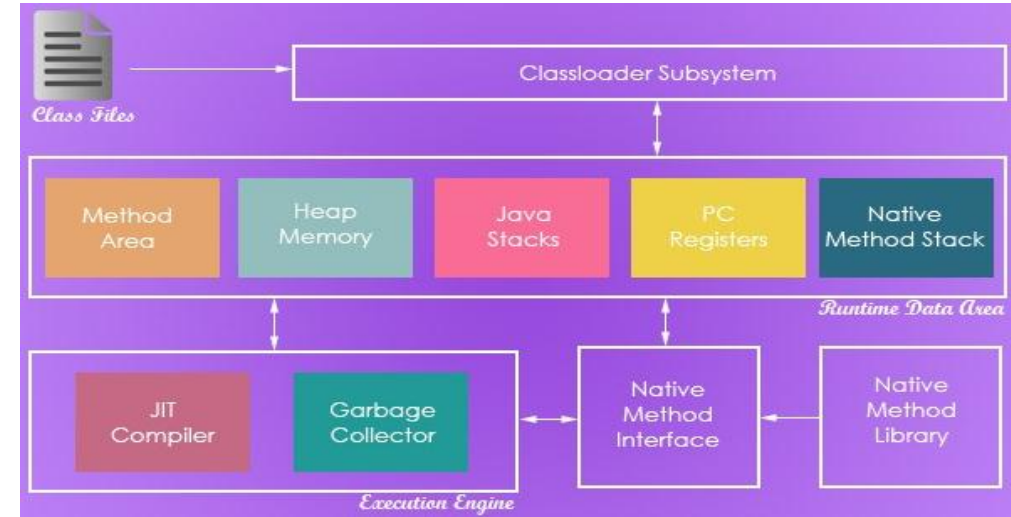 Classloader Subsystem
Class Files
Method
Area
Heap
Memory
Java
Stacks
PC
Registers
Native
Method Stack
Runtime Data Area
JIT
Compiler
Garbage
Collector
Native
Method
Interface
Native
Method
Library
Execution Engine